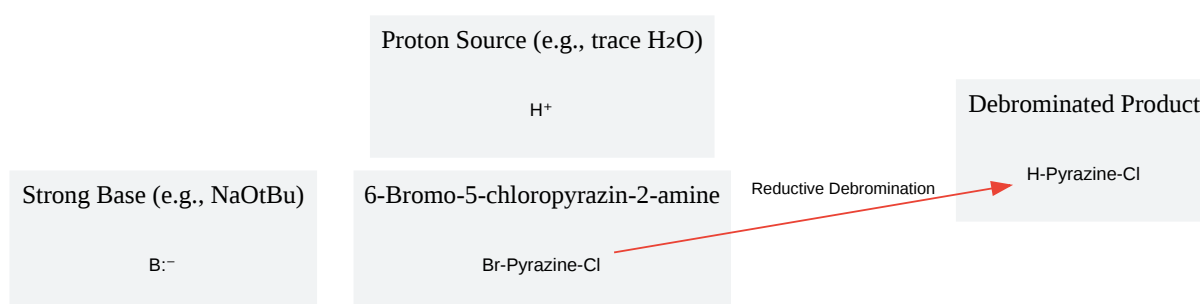 Proton Source (e.g., trace H₂O)
H⁺
Debrominated Product
H-Pyrazine-Cl
Strong Base (e.g., NaOtBu)
B:⁻
6-Bromo-5-chloropyrazin-2-amine
Br-Pyrazine-Cl
Reductive Debromination